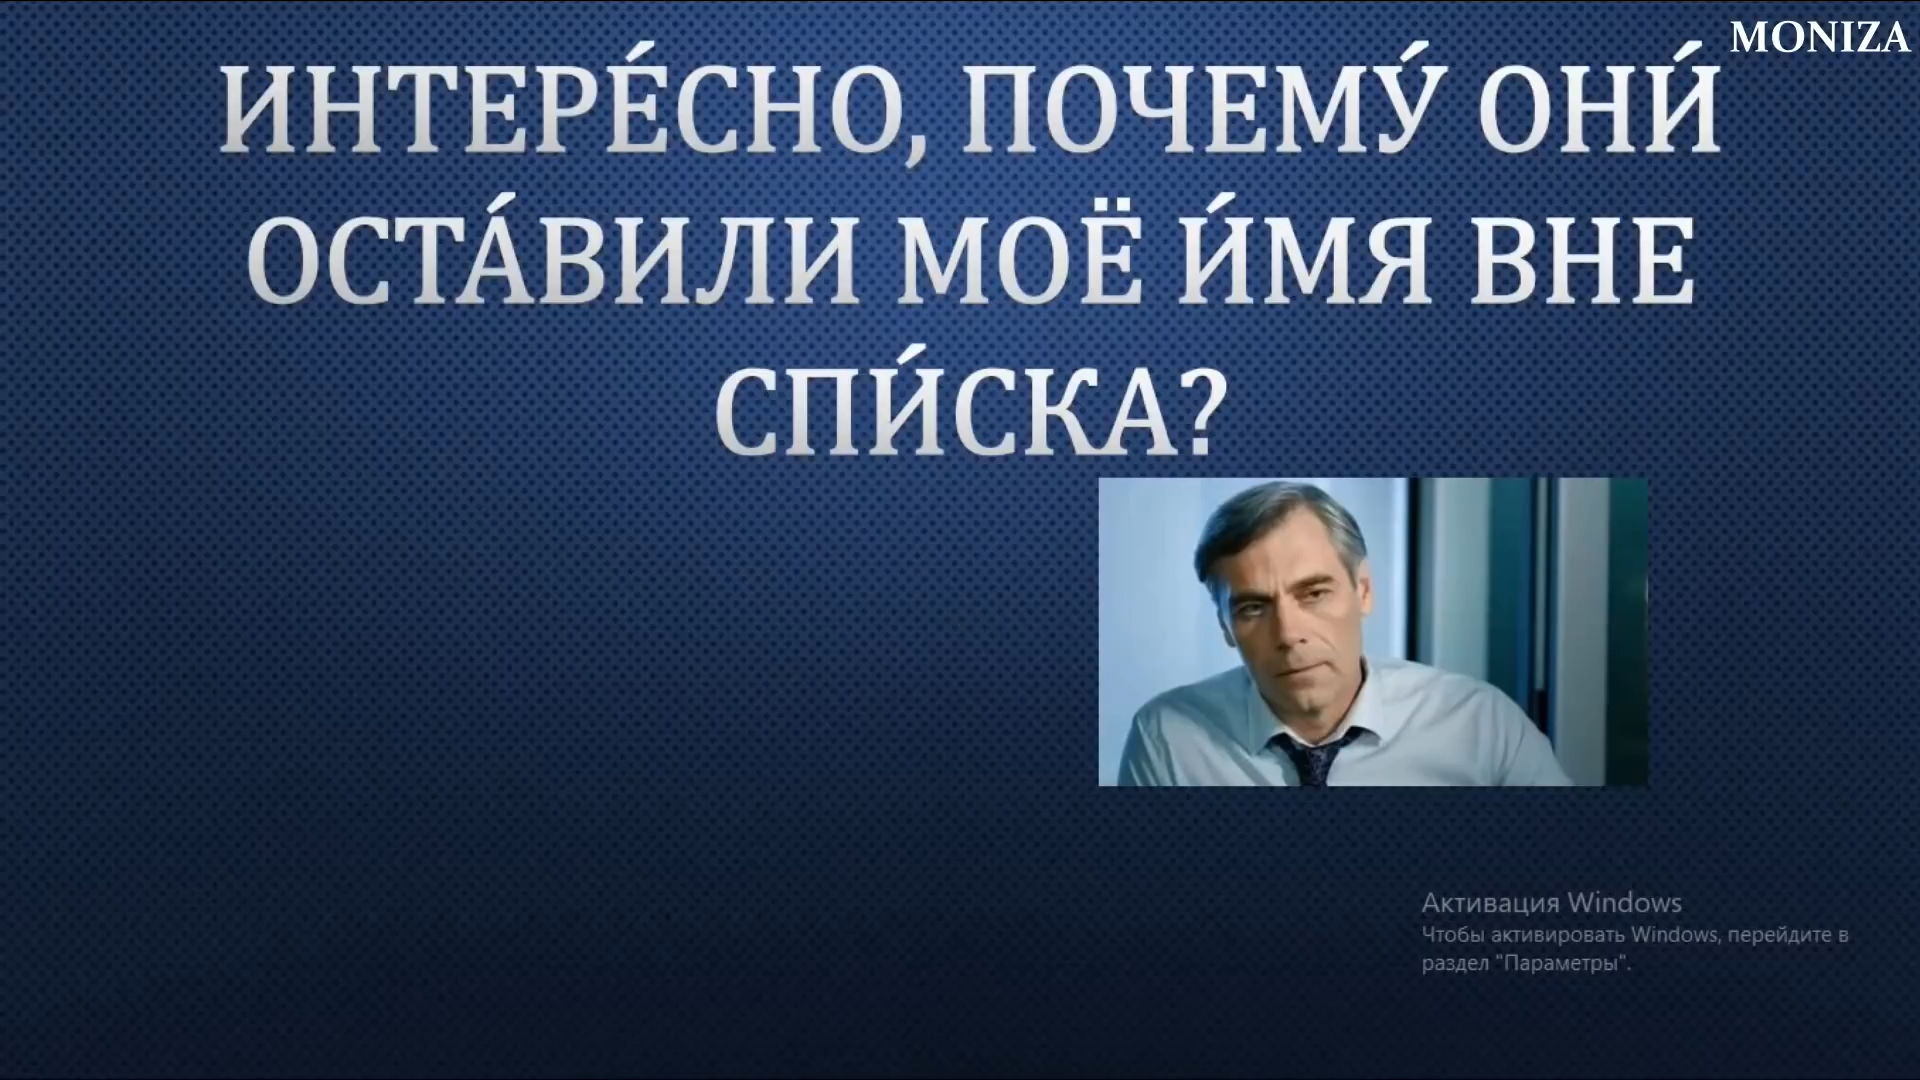 MONIZA
ИНТЕРЕ́СНО, ПОЧЕМУ́ ОНИ́
ОСТА́ВИЛИ МОЁ И́МЯ ВНЕ
СПИ́СКА?
Активация Windows
Чтобы активировать Windows, перейдите в
раздел "Параметры".